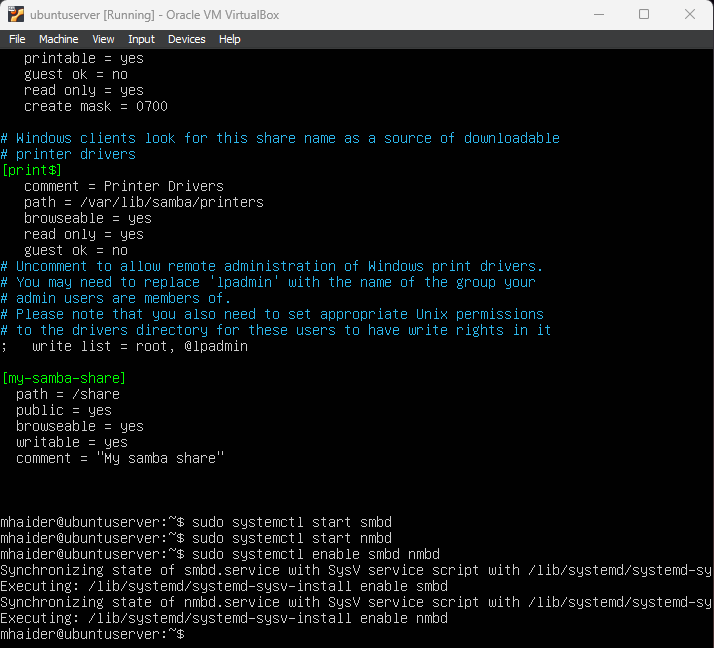 ubuntuserver [Running] - Oracle VM VirtualBox
File Machine View Input Devices Help
printable = yes
guest ok = no
read only = yes
create mask = 0700
# Windows clients look for this share name as a source of downloadable
# printer drivers
[print$]
comment = Printer Drivers
path = /var/lib/samba/printers
browseable = yes
read only = yes
guest ok = no
# Uncomment to allow remote administration of Windows print drivers.
# You may need to replace 'lpadmin' with the name of the group your
# admin users are members of.
# Please note that you also need to set appropriate Unix permissions
# to the drivers directory for these users to have write rights in it
;   write list = root, @lpadmin
[my-samba-share]
path = /share
public = yes
browseable = yes
writable = yes
comment = "My samba share"
mhaider@ubuntuserver:~$ sudo systemctl start smbd
mhaider@ubuntuserver:~$ sudo systemctl start nmbd
mhaider@ubuntuserver:~$ sudo systemctl enable smbd nmbd
Synchronizing state of smbd.service with SysV service script with /lib/systemd/systemd-sy
Executing: /lib/systemd/systemd-sysv-install enable smbd
Synchronizing state of nmbd.service with SysV service script with /lib/systemd/systemd-sy
Executing: /lib/systemd/systemd-sysv-install enable nmbd
mhaider@ubuntuserver:~$